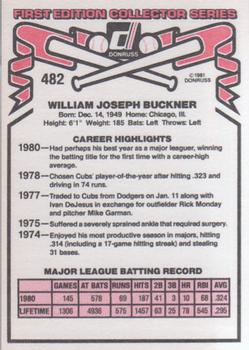 FIRST EDITION COLLECTOR SERIES
DONRUSS
482
©1981
DONRUSS
WILLIAM JOSEPH BUCKNER
Born: Dec. 14, 1949 Home: Chicago, Ill.
Height: 6'1" Weight: 185 Bats: Left Throws: Left
CAREER HIGHLIGHTS
1980— Had perhaps his best year as a major leaguer, winning
the batting title for the first time with a career-high
average.
1978— Chosen Cubs' player-of-the-year after hitting .323 and
driving in 74 runs.
1977— Traded to Cubs from Dodgers on Jan. 11 along with
Ivan DeJesus in exchange for outfielder Rick Monday
and pitcher Mike Garman.
1975— Suffered a severely sprained ankle that required surgery.
1974— Enjoyed his most productive season in majors, hitting
.314 (including a 17-game hitting streak) and stealing
31 bases.
MAJOR LEAGUE BATTING RECORD
GAMES AT BATS RUNS HITS 2B 3B HR RBI AVG
1980 145 578 69 187 41 3 10 68 .324
LIFETIME 1306 4936 575 1457 63 25 78 545 .295